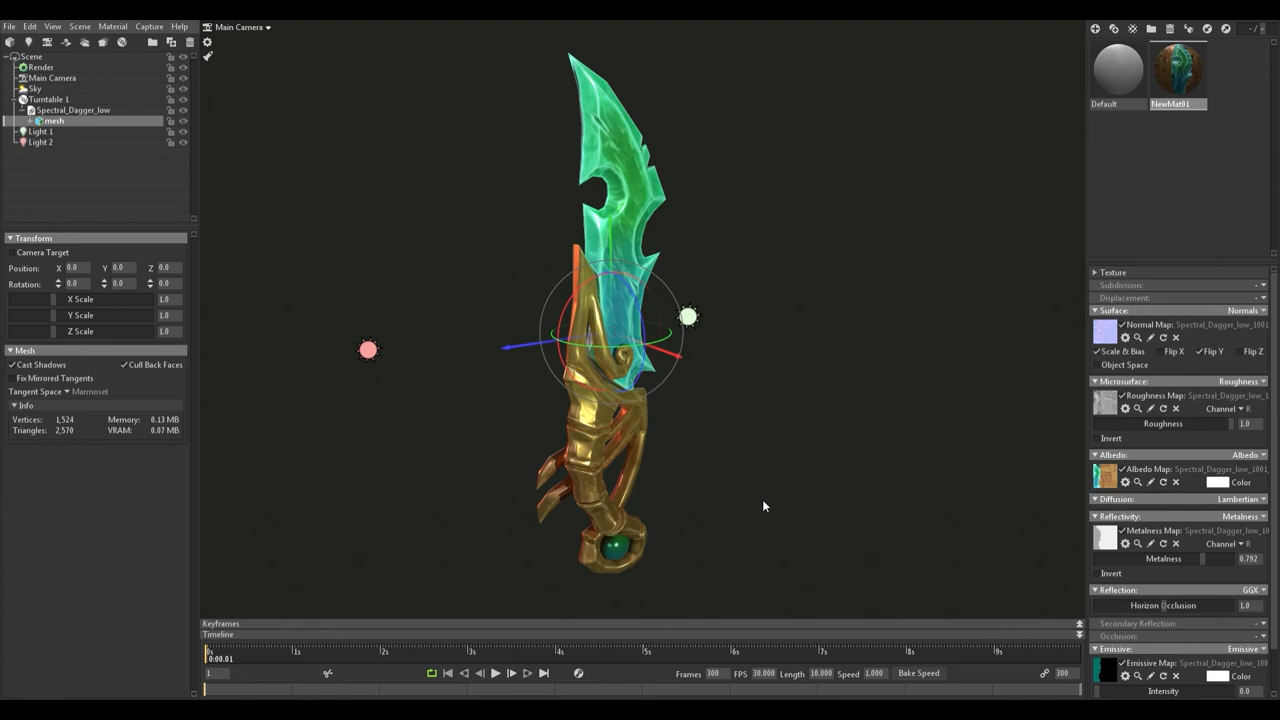 File Edit View Scene Material Capture Help
Main Camera
- /
Scene
Render
Main Camera
Sky
Turntable 1
Spectral_Dagger_low
mesh
Light 1
Light 2
Default
NewMat01
Transform
Camera Target
Position: X 0.0 Y 0.0 Z 0.0
Rotation: 0.0 0.0 0.0
X Scale 1.0
Y Scale 1.0
Z Scale 1.0
Mesh
Cast Shadows Cull Back Faces
Fix Mirrored Tangents
Tangent Space Marmoset
Info
Vertices: 1,524 Memory: 0.13 MB
Triangles: 2,570 VRAM: 0.07 MB
Texture
Subdivision: -
Displacement: -
Surface: Normals
Normal Map: Spectral_Dagger_low_1001
Scale & Bias Flip X Flip Y Flip Z
Object Space
Microsurface: Roughness
Roughness Map: Spectral_Dagger_low_1
Channel R
Roughness 1.0
Invert
Albedo: Albedo
Albedo Map: Spectral_Dagger_low_1001_
Color
Diffusion: Lambertian
Reflectivity: Metalness
Metalness Map: Spectral_Dagger_low_10
Channel R
Metalness 0.792
Invert
Reflection: GGX
Horizon Occlusion 1.0
Secondary Reflection: -
Occlusion: -
Emissive: Emissive
Emissive Map: Spectral_Dagger_low_100
Color
Intensity 0.0
Keyframes
Timeline
0s 1s 2s 3s 4s 5s 6s 7s 8s 9s
0:00.01
1 Frames 300 FPS 30.000 Length 10.000 Speed 1.000 Bake Speed 300